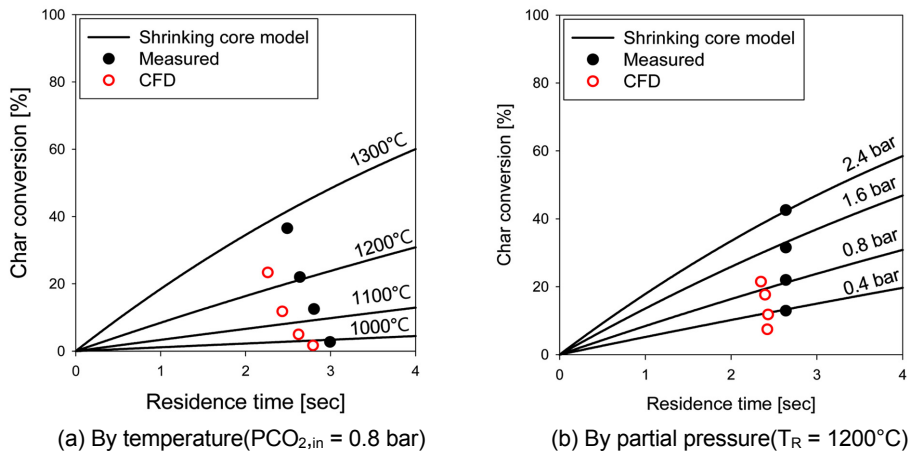 100
80
60
40
20
0
Char conversion [%]
Shrinking core model
Measured
CFD
1300°C
1200°C
1100°C
1000°C
0 1 2 3 4
Residence time [sec]
(a) By temperature(PCO2,in = 0.8 bar)
100
80
60
40
20
0
Char conversion [%]
Shrinking core model
Measured
CFD
2.4 bar
1.6 bar
0.8 bar
0.4 bar
0 1 2 3 4
Residence time [sec]
(b) By partial pressure(TR = 1200°C)